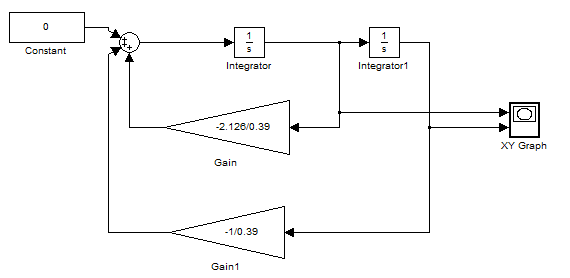 0
Constant
1
s
Integrator
1
s
Integrator1
-2.126/0.39
Gain
XY Graph
-1/0.39
Gain1